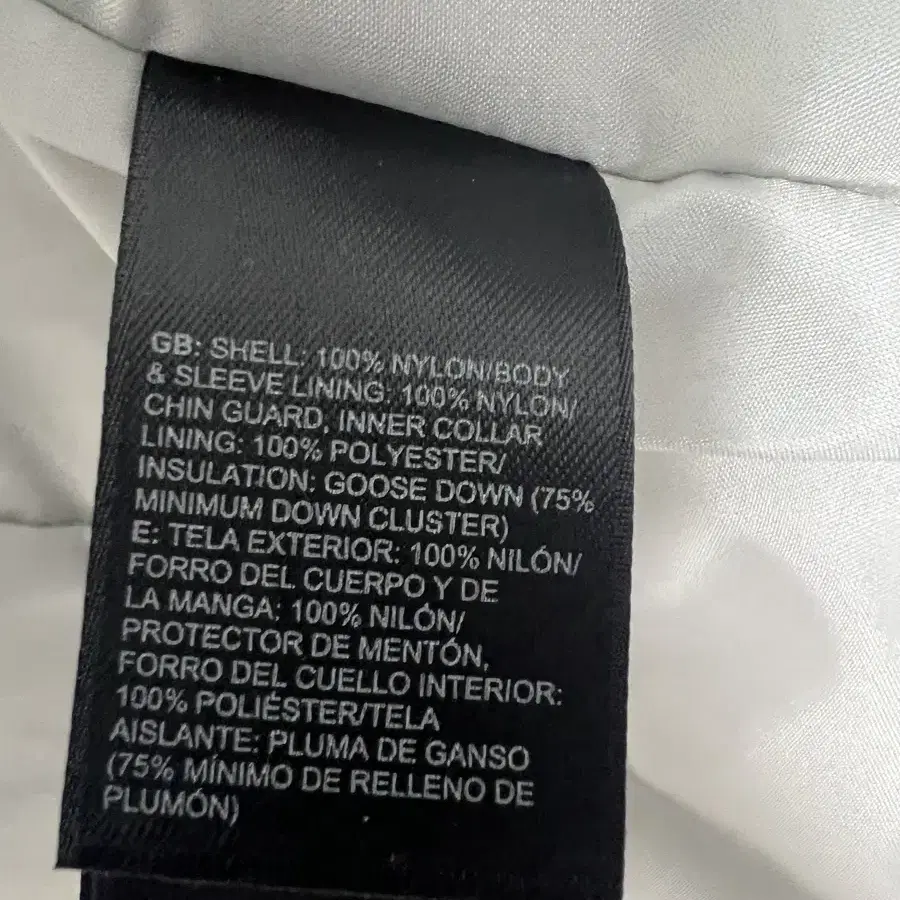 GB: SHELL: 100% NYLON/BODY
& SLEEVE LINING: 100% NYLON/
CHIN GUARD, INNER COLLAR
LINING: 100% POLYESTER/
INSULATION: GOOSE DOWN (75%
MINIMUM DOWN CLUSTER)
E: TELA EXTERIOR: 100% NILÓN/
FORRO DEL CUERPO Y DE
LA MANGA: 100% NILÓN/
PROTECTOR DE MENTÓN,
FORRO DEL CUELLO INTERIOR:
100% POLIÉSTER/TELA
AISLANTE: PLUMA DE GANSO
(75% MÍNIMO DE RELLENO DE
PLUMÓN)